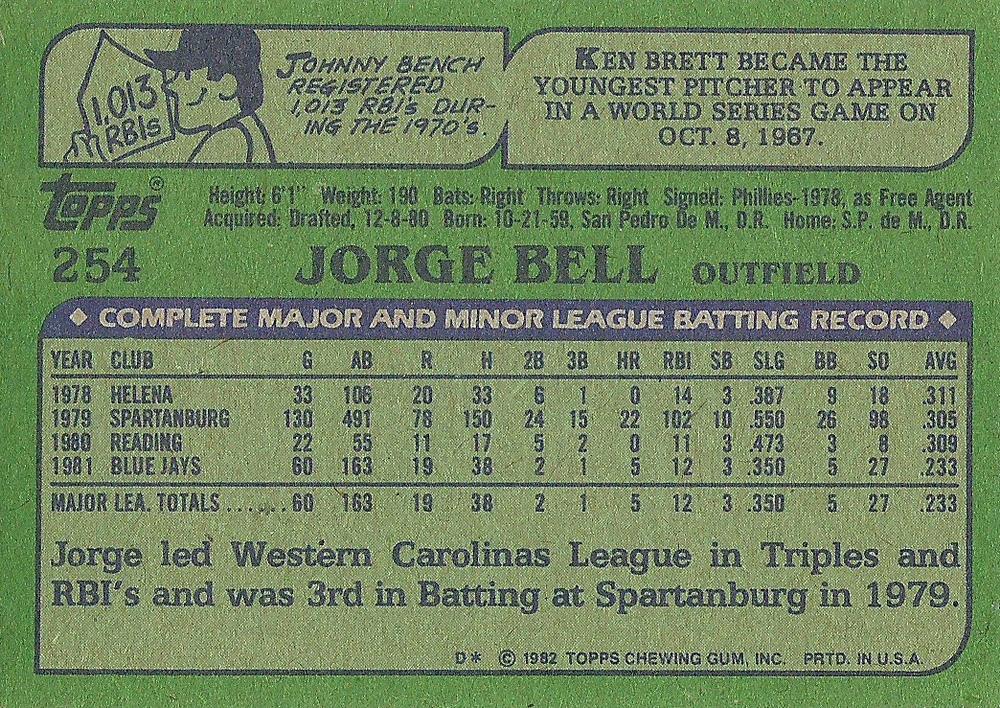 1,013
RBIs
JOHNNY BENCH
REGISTERED
1,013 RBIs DUR-
ING THE 1970's.
KEN BRETT BECAME THE
YOUNGEST PITCHER TO APPEAR
IN A WORLD SERIES GAME ON
OCT. 8, 1967.
topps®
Height: 6'1" Weight: 190 Bats: Right Throws: Right Signed: Phillies-1978, as Free Agent
Acquired: Drafted, 12-8-80 Born: 10-21-59, San Pedro De M., D.R. Home: S.P. de M., D.R.
254 JORGE BELL OUTFIELD
◆ COMPLETE MAJOR AND MINOR LEAGUE BATTING RECORD ◆
YEAR CLUB G AB R H 2B 3B HR RBI SB SLG BB SO AVG
1978 HELENA 33 106 20 33 6 1 0 14 3 .387 9 18 .311
1979 SPARTANBURG 130 491 78 150 24 15 22 102 10 .550 26 98 .305
1980 READING 22 55 11 17 5 2 0 11 3 .473 3 8 .309
1981 BLUE JAYS 60 163 19 38 2 1 5 12 3 .350 5 27 .233
MAJOR LEA. TOTALS ....... 60 163 19 38 2 1 5 12 3 .350 5 27 .233
Jorge led Western Carolinas League in Triples and
RBI's and was 3rd in Batting at Spartanburg in 1979.
D* © 1982 TOPPS CHEWING GUM, INC. PRTD. IN U.S.A.